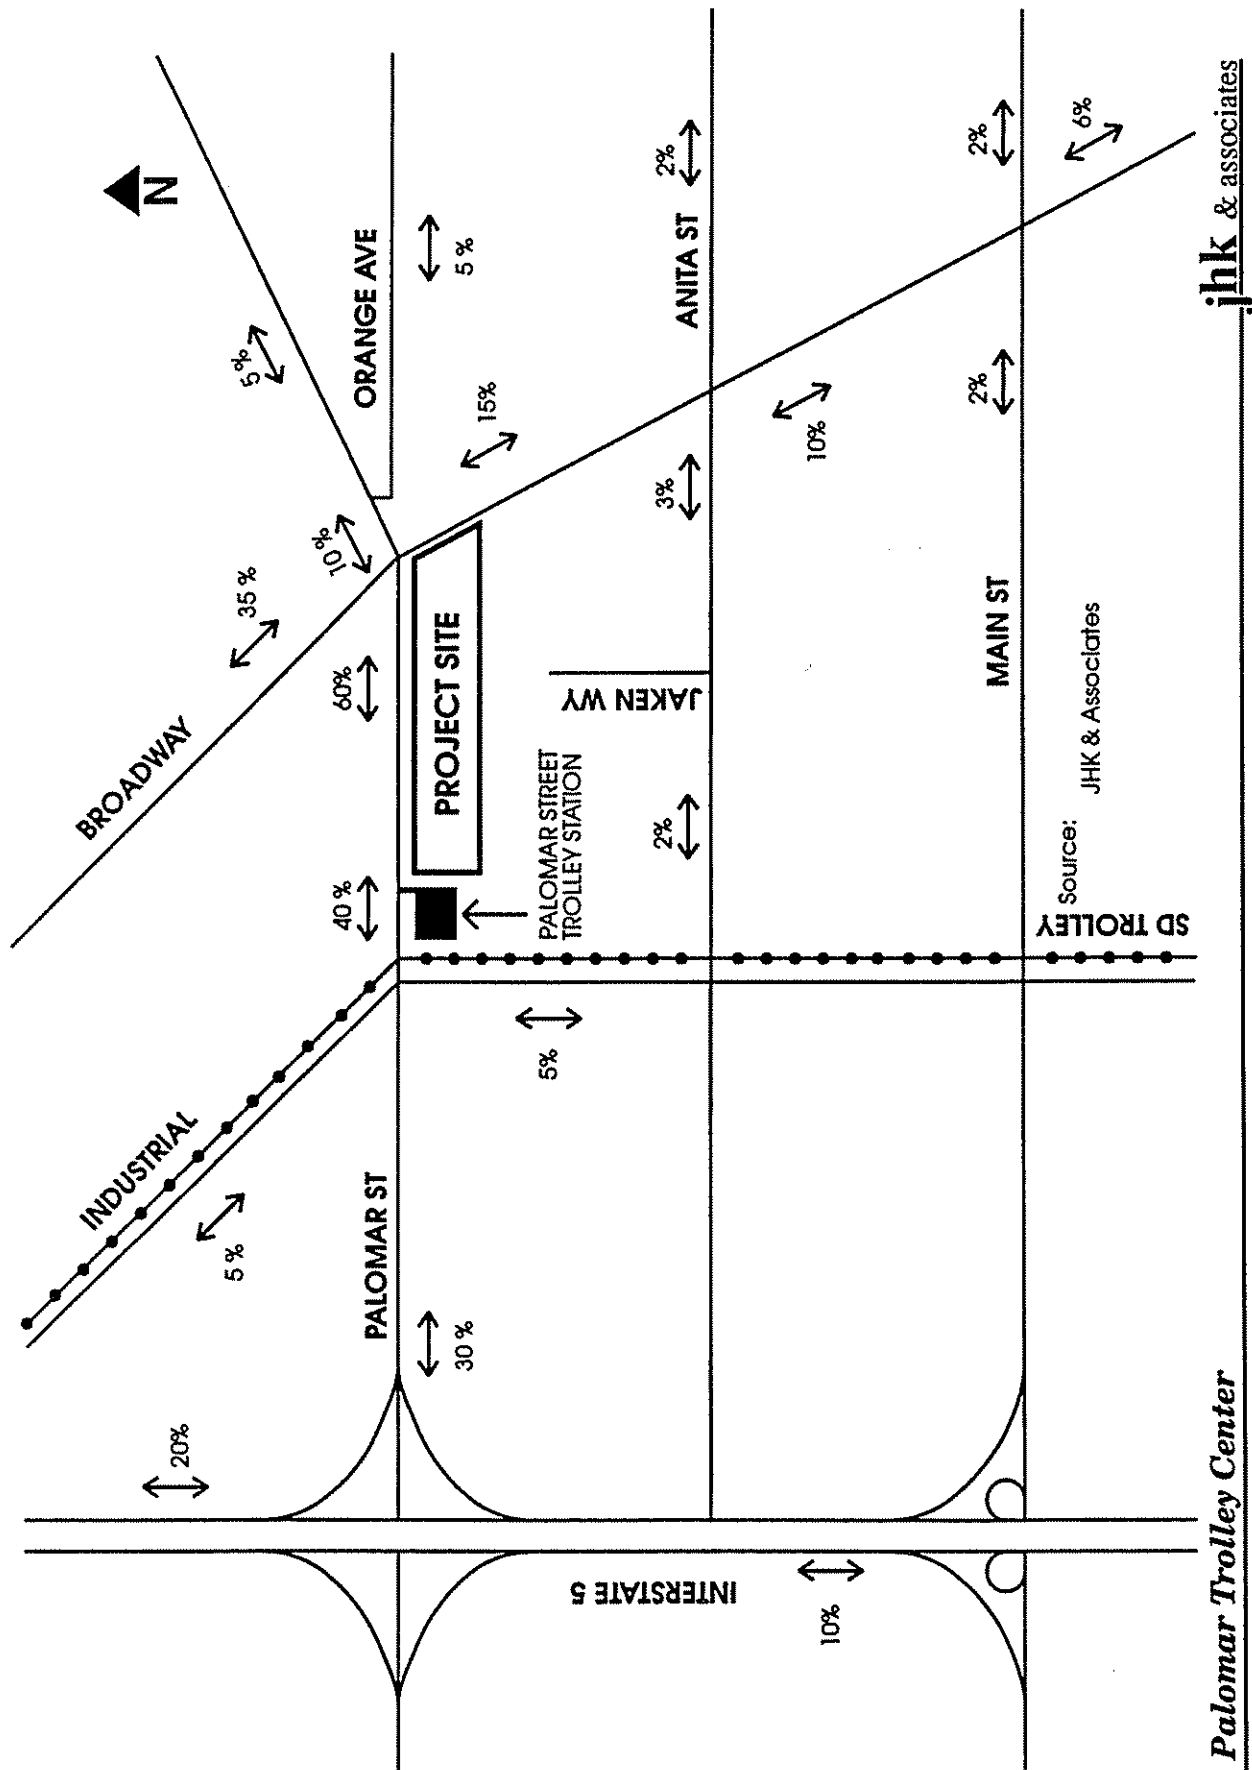 N
BROADWAY
35 %
10%
5 %
ORANGE AVE
5 %
INDUSTRIAL
5 %
20%
PALOMAR ST
30 %
40 %
60%
PROJECT SITE
15%
PALOMAR STREET
TROLLEY STATION
JAKEN WY
5%
2%
3%
ANITA ST
2%
INTERSTATE 5
10%
10%
MAIN ST
2%
2%
6%
SD TROLLEY
Source:
JHK & Associates
Palomar Trolley Center
jhk & associates